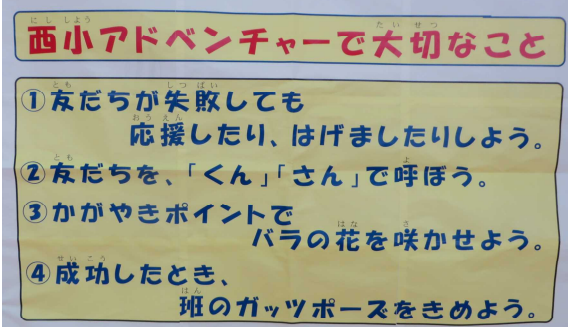 西小アドベンチャーで大切なこと
①友だちが失敗しても
応援したり、はげましたりしよう。
②友だちを、「くん」「さん」で呼ぼう。
③かがやきポイントで
バラの花を咲かせよう。
④成功したとき、
班のガッツポーズをきめよう。